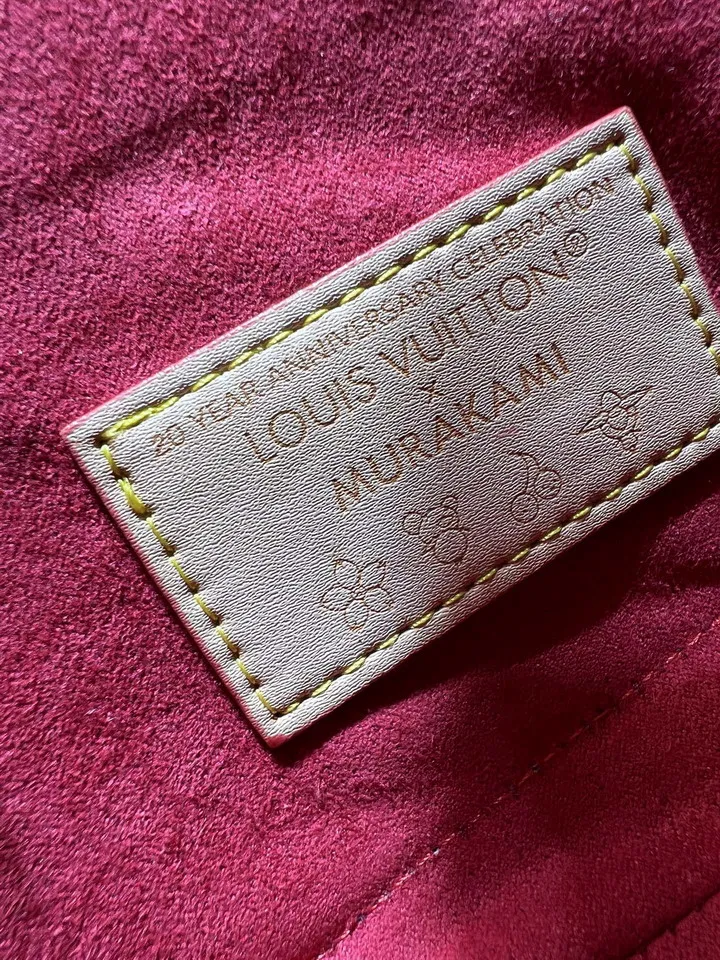 20 YEAR ANNIVERSARY CELEBRATION
LOUIS VUITTON®
×
MURAKAMI